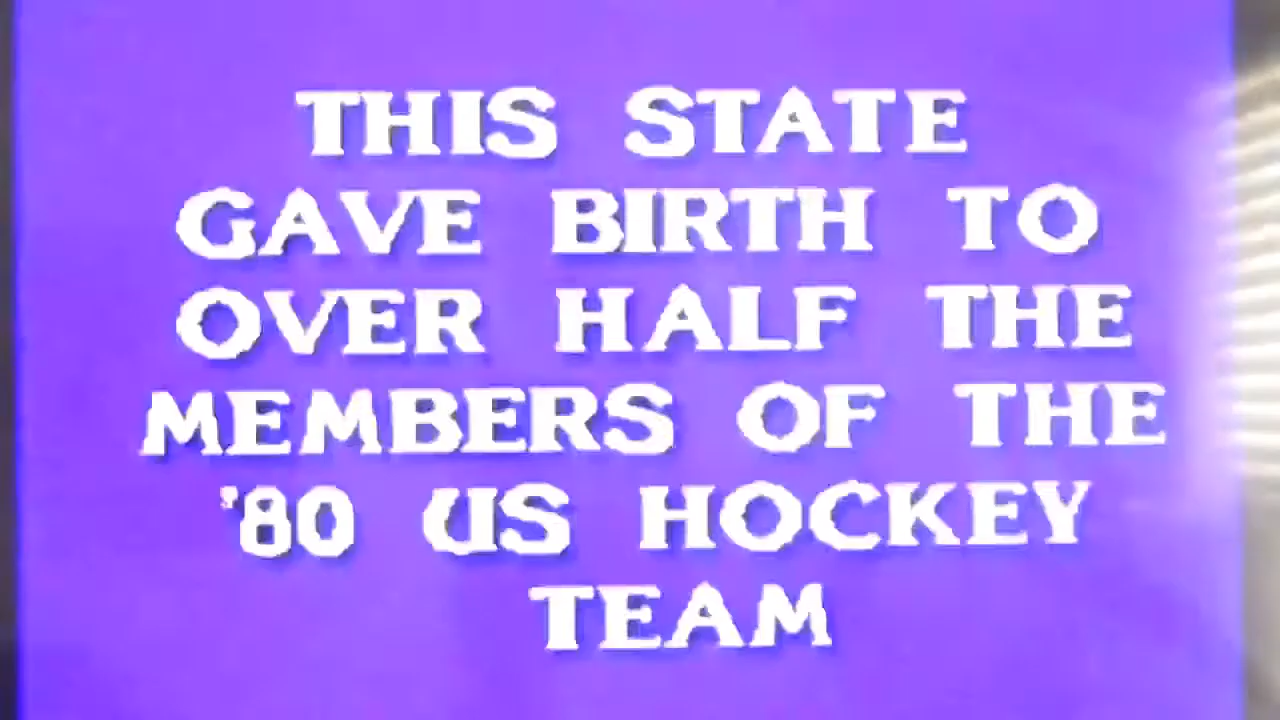 THIS STATE
GAVE BIRTH TO
OVER HALF THE
MEMBERS OF THE
'80 US HOCKEY
TEAM